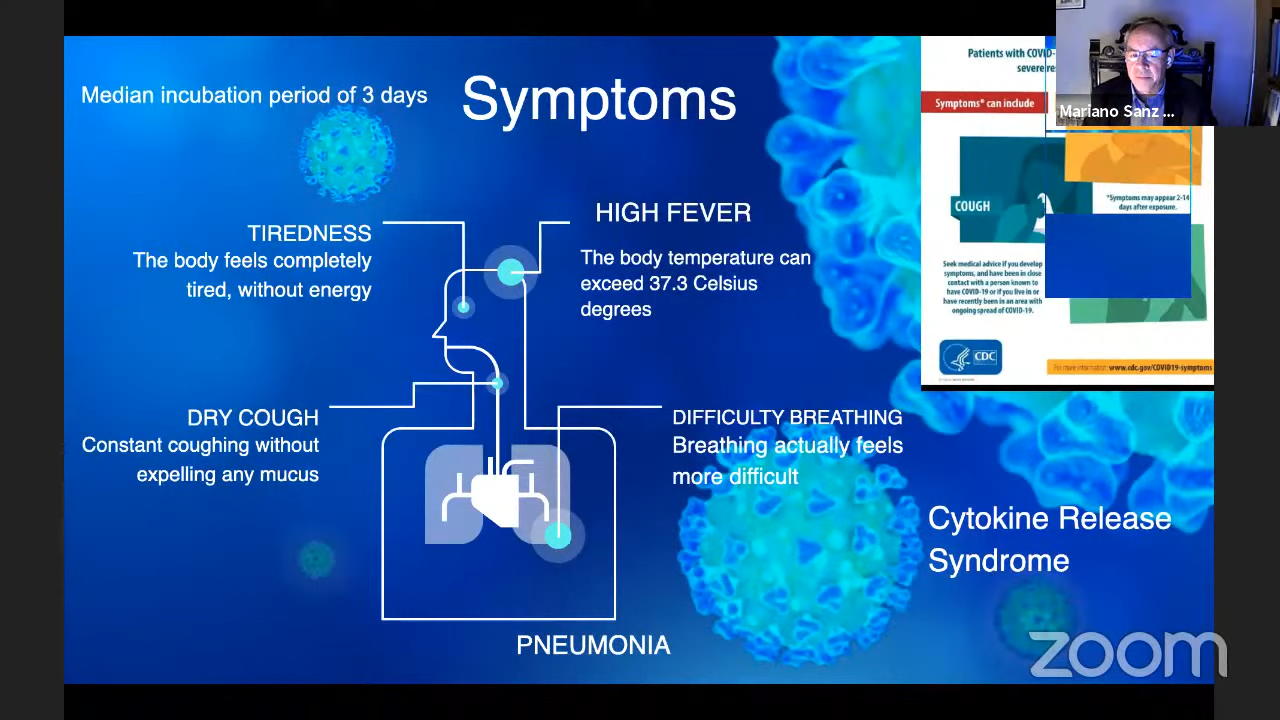 Median incubation period of 3 days
Symptoms
TIREDNESS
The body feels completely
tired, without energy
HIGH FEVER
The body temperature can
exceed 37.3 Celsius
degrees
DRY COUGH
Constant coughing without
expelling any mucus
DIFFICULTY BREATHING
Breathing actually feels
more difficult
PNEUMONIA
Cytokine Release
Syndrome
Patients with COVID-
severe res
Symptoms* can include
COUGH
*Symptoms may appear 2-14
days after exposure.
Seek medical advice if you develop
symptoms, and have been in close
contact with a person known to
have COVID-19 or if you live in or
have recently been in an area with
ongoing spread of COVID-19.
CDC
For more information: www.cdc.gov/COVID19-symptoms
Mariano Sanz ...
zoom